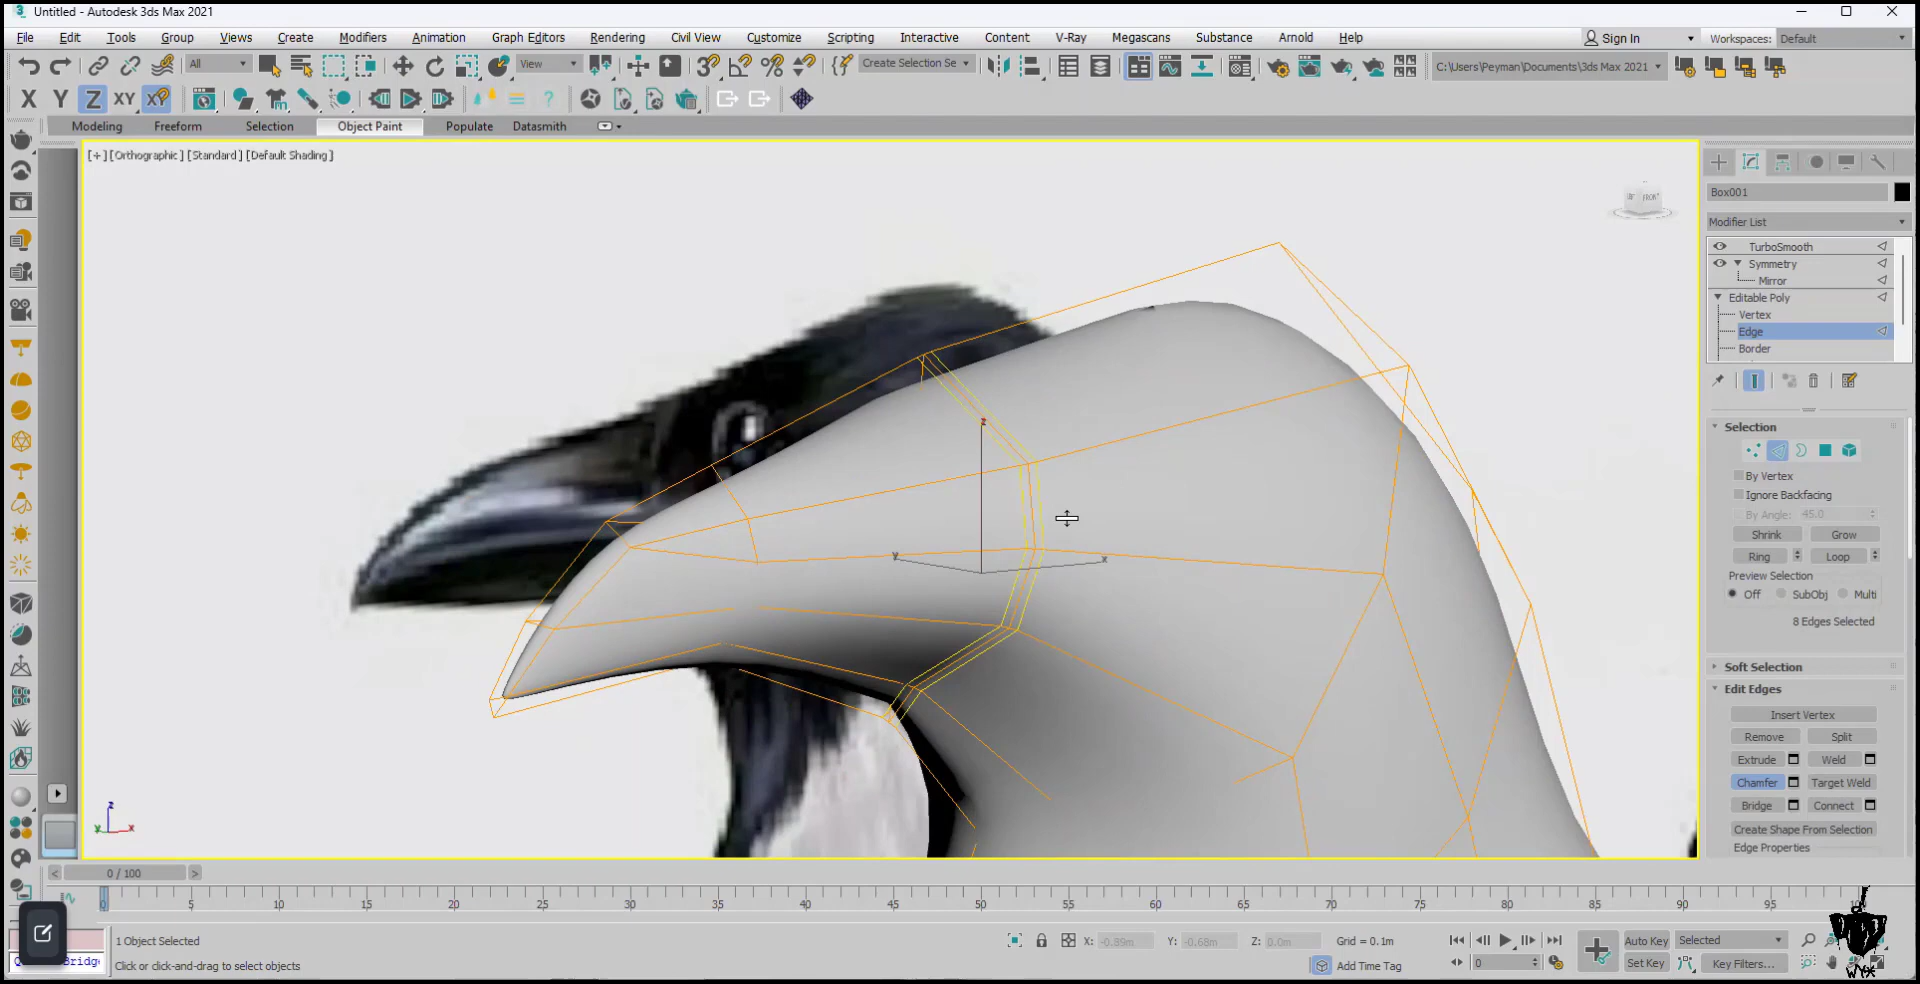 Untitled - Autodesk 3ds Max 2021
File Edit Tools Group Views Create Modifiers Animation Graph Editors Rendering Civil View Customize Scripting Interactive Content V-Ray Megascans Substance Arnold Help Sign In Workspaces: Default
All View Create Selection Se C:\Users\Peyman\Documents\3ds Max 2021
X Y Z XY XY
Modeling Freeform Selection Object Paint Populate Datasmith
[+] [Orthographic] [Standard] [Default Shading]
FRONT
Box001
Modifier List
TurboSmooth
Symmetry
Mirror
Editable Poly
Vertex
Edge
Border
Selection
By Vertex
Ignore Backfacing
By Angle: 45.0
Shrink Grow
Ring Loop
Preview Selection
Off SubObj Multi
8 Edges Selected
Soft Selection
Edit Edges
Insert Vertex
Remove Split
Extrude Weld
Chamfer Target Weld
Bridge Connect
Create Shape From Selection
Edge Properties
z
y x
z
y x
< 0 / 100 >
0 5 10 15 20 25 30 35 40 45 50 55 60 65 70 75 80 85 90 95
1 Object Selected X: -0.89m Y: -0.68m Z: 0.0m Grid = 0.1m Auto Key Selected
Click or click-and-drag to select objects Add Time Tag 0 Set Key Key Filters...